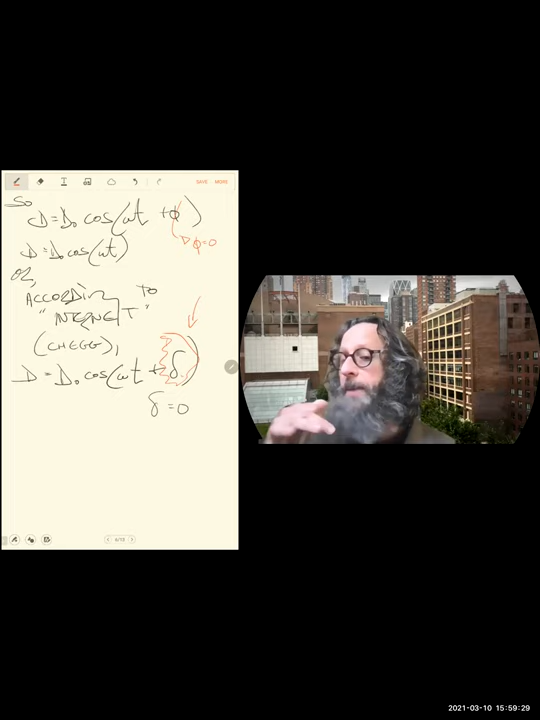 SAVE MORE
So
D = D₀ cos(ωt + ϕ)
ϕ=0
D = D₀ cos(ωt)
OR,
ACCORDING TO
"INTERNET"
(CHEGG),
D = D₀ cos(ωt + δ)
δ = 0
6/13
2021-03-10 15:59:29